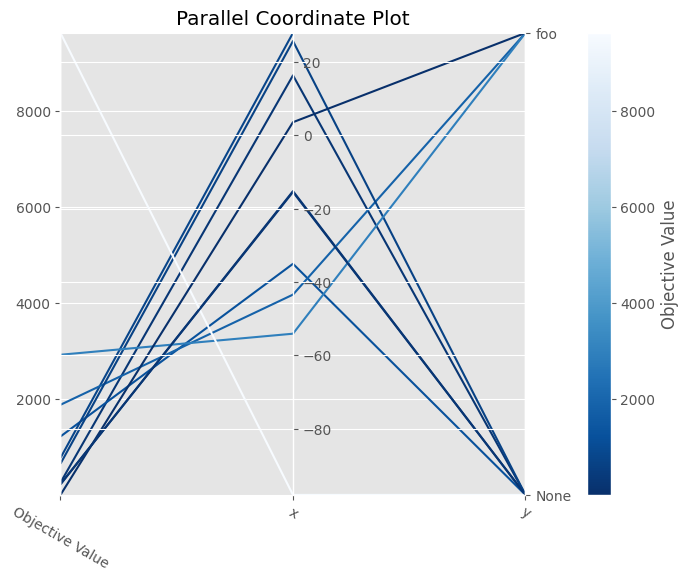 Parallel Coordinate Plot
foo
20
8000
8000
0
6000
−20
6000
Objective Value
−40
4000
4000
−60
2000
2000
−80
None
Objective Value
x
y